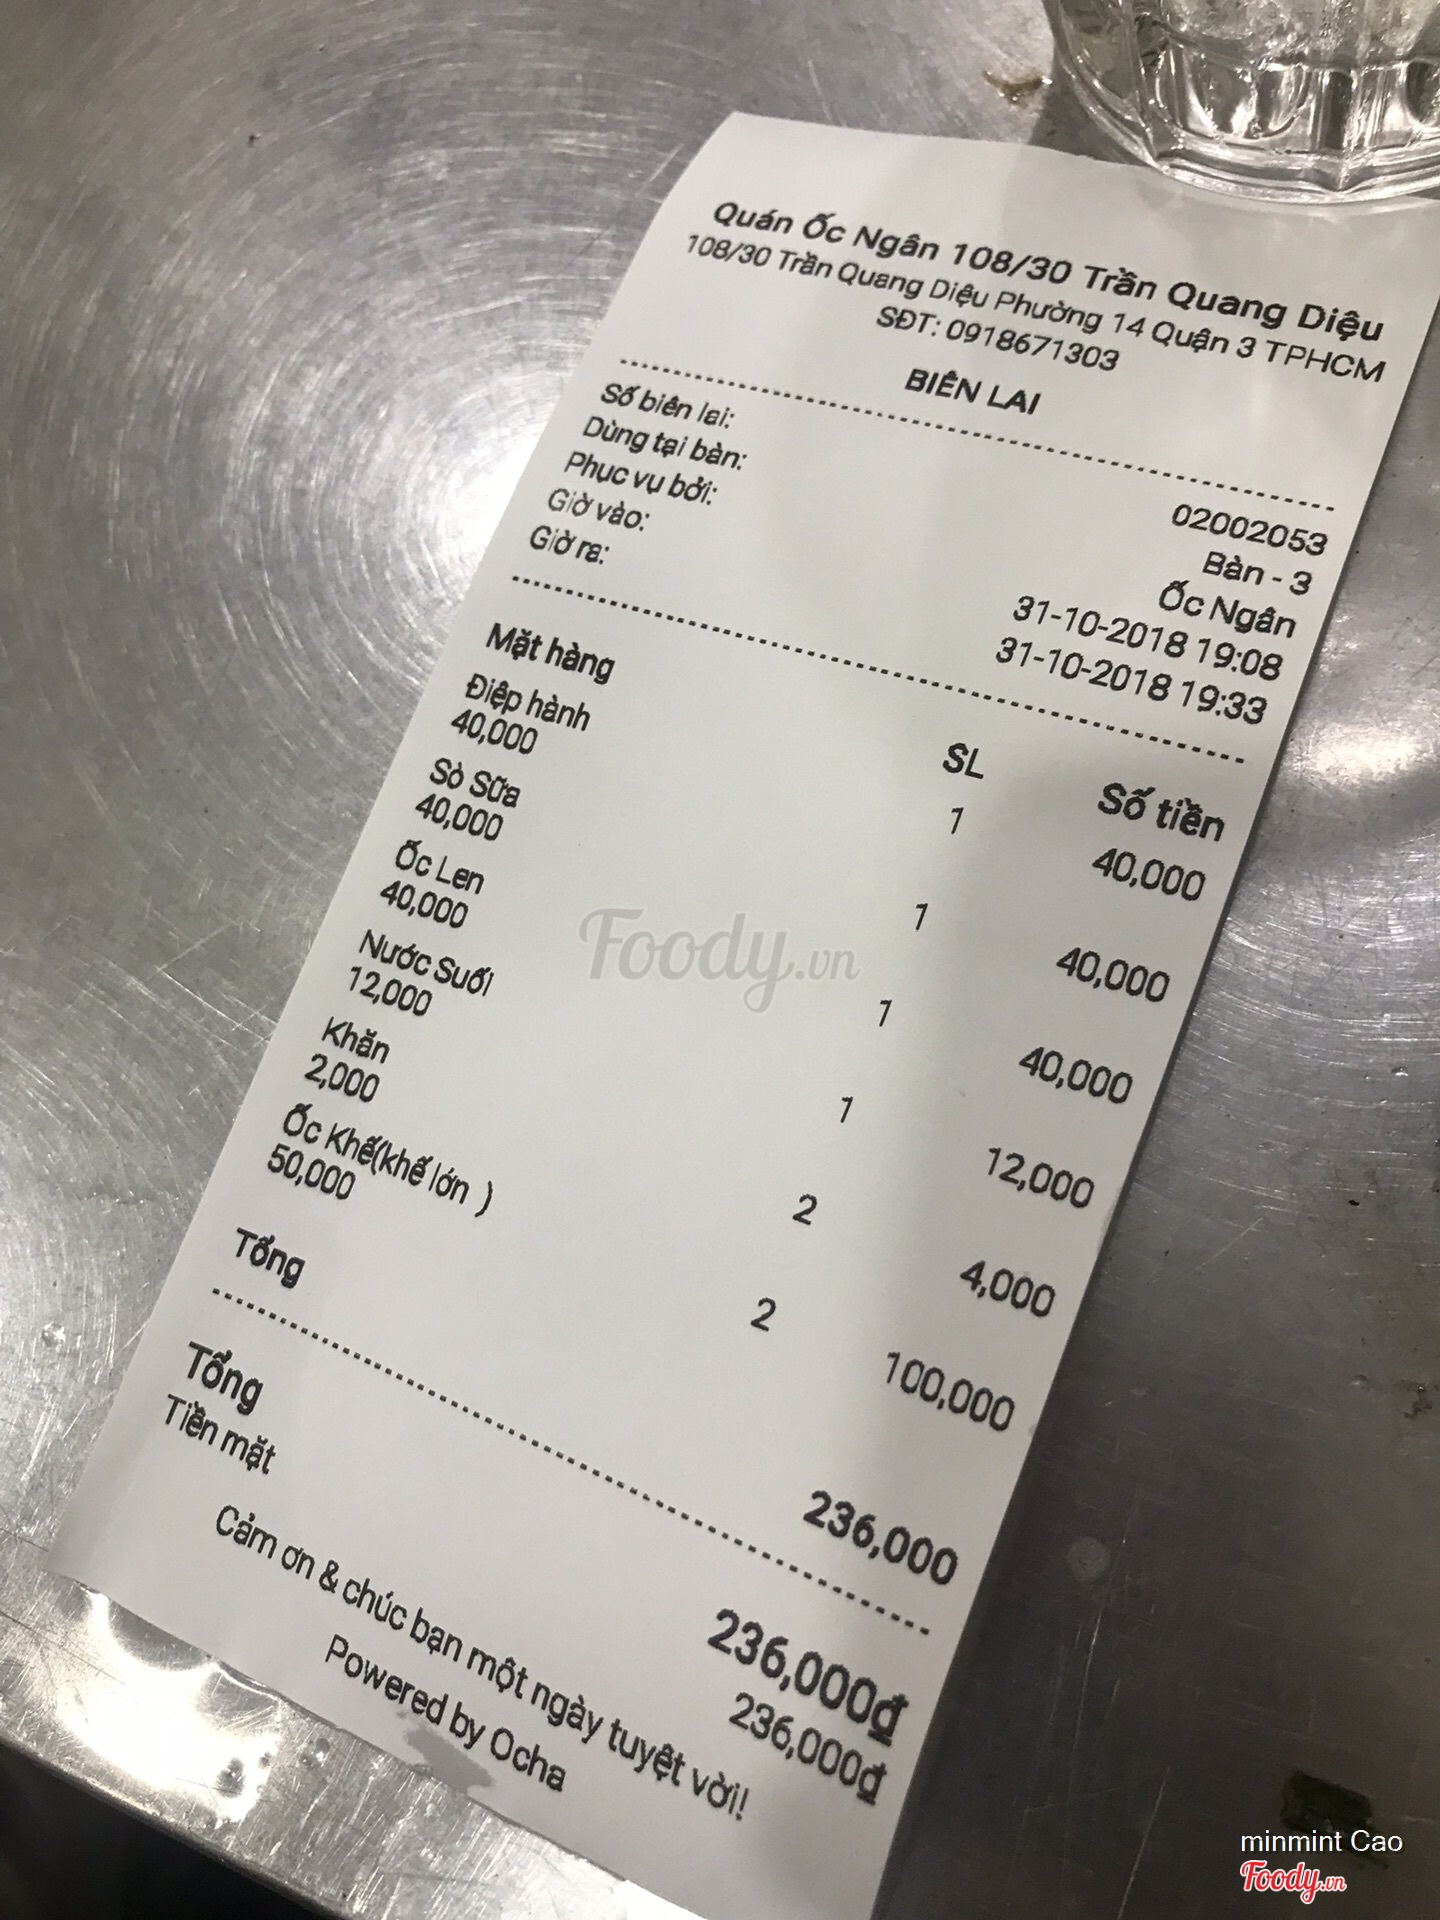 Quán Ốc Ngân 108/30 Trần Quang Diệu
108/30 Trần Quang Diệu Phường 14 Quận 3 TPHCM
SĐT: 0918671303
BIÊN LAI
Số biên lai: 02002053
Dùng tại bàn: Bàn - 3
Phục vụ bởi: Ốc Ngân
Giờ vào: 31-10-2018 19:08
Giờ ra: 31-10-2018 19:33
Mặt hàng SL Số tiền
Điệp hành 1 40,000
40,000
Sò Sữa 1 40,000
40,000
Ốc Len 1 40,000
40,000
Nước Suối 1 12,000
12,000
Khăn 2 4,000
2,000
Ốc Khế(khế lớn ) 2 100,000
50,000
Tổng 236,000
Tổng 236,000đ
Tiền mặt 236,000đ
Cảm ơn & chúc bạn một ngày tuyệt vời!
Powered by Ocha
Foody.vn
minmint Cao
Foody.vn